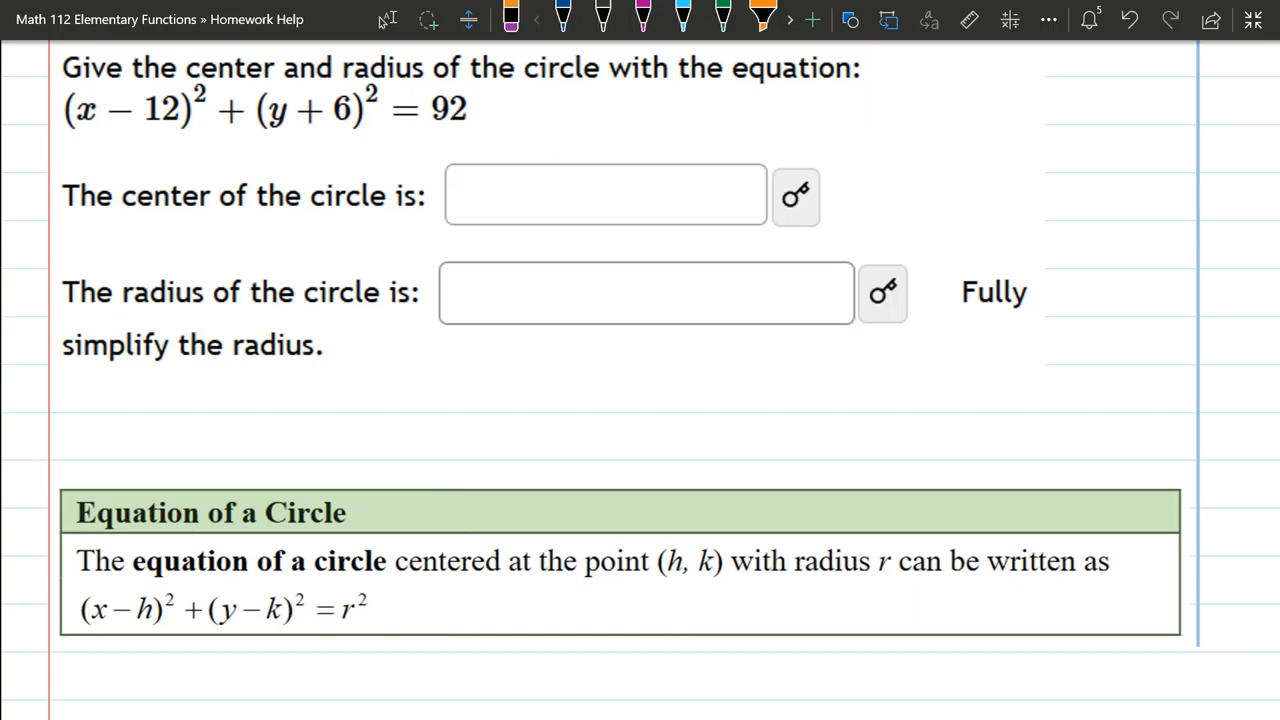 Math 112 Elementary Functions » Homework Help
5
Give the center and radius of the circle with the equation:
(x − 12)² + (y + 6)² = 92
The center of the circle is:
The radius of the circle is: Fully
simplify the radius.
Equation of a Circle
The equation of a circle centered at the point (h, k) with radius r can be written as
(x − h)² + (y − k)² = r²